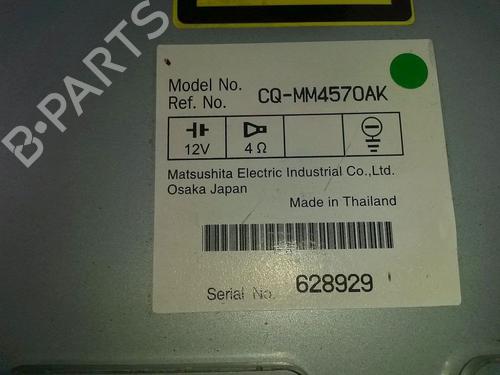 B-PARTS
Model No.
Ref. No. CQ-MM4570AK
12V 4 Ω
Matsushita Electric Industrial Co.,Ltd.
Osaka Japan
Made in Thailand
Serial No. 628929